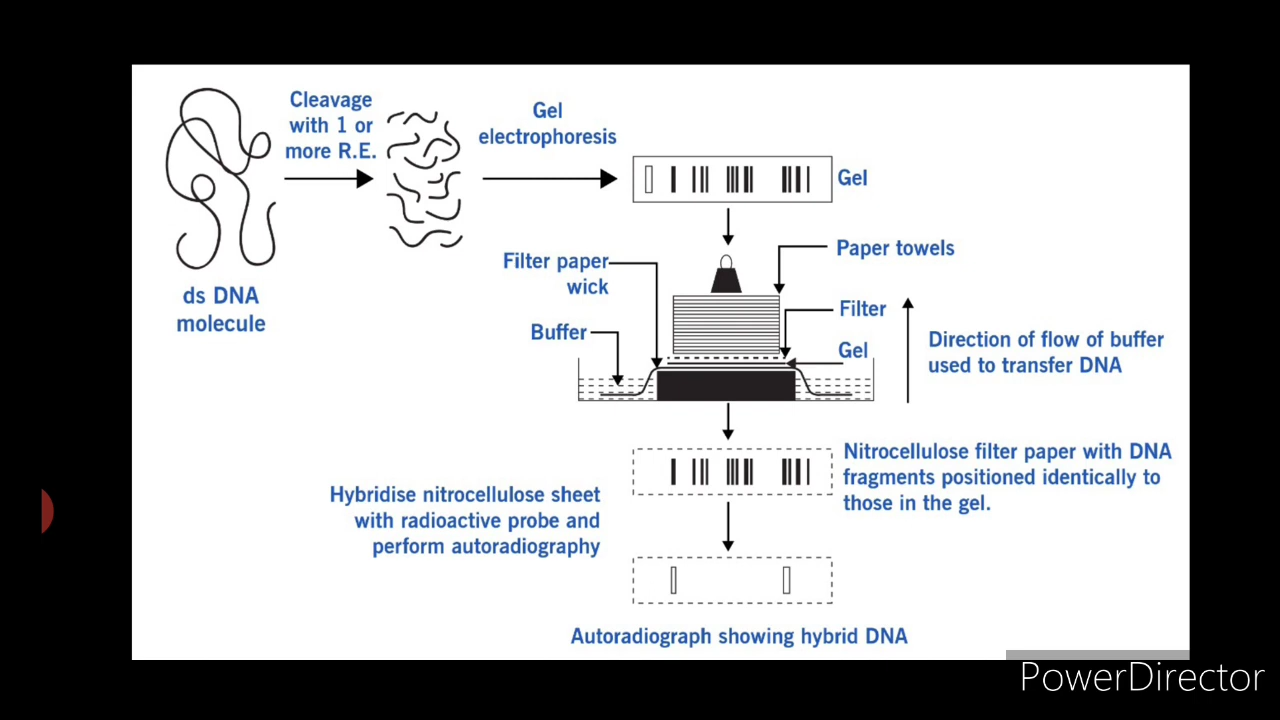 Cleavage
with 1 or
more R.E.
Gel
electrophoresis
Gel
ds DNA
molecule
Filter paper
wick
Paper towels
Buffer
Filter
Gel
Direction of flow of buffer
used to transfer DNA
Nitrocellulose filter paper with DNA
fragments positioned identically to
those in the gel.
Hybridise nitrocellulose sheet
with radioactive probe and
perform autoradiography
Autoradiograph showing hybrid DNA
PowerDirector